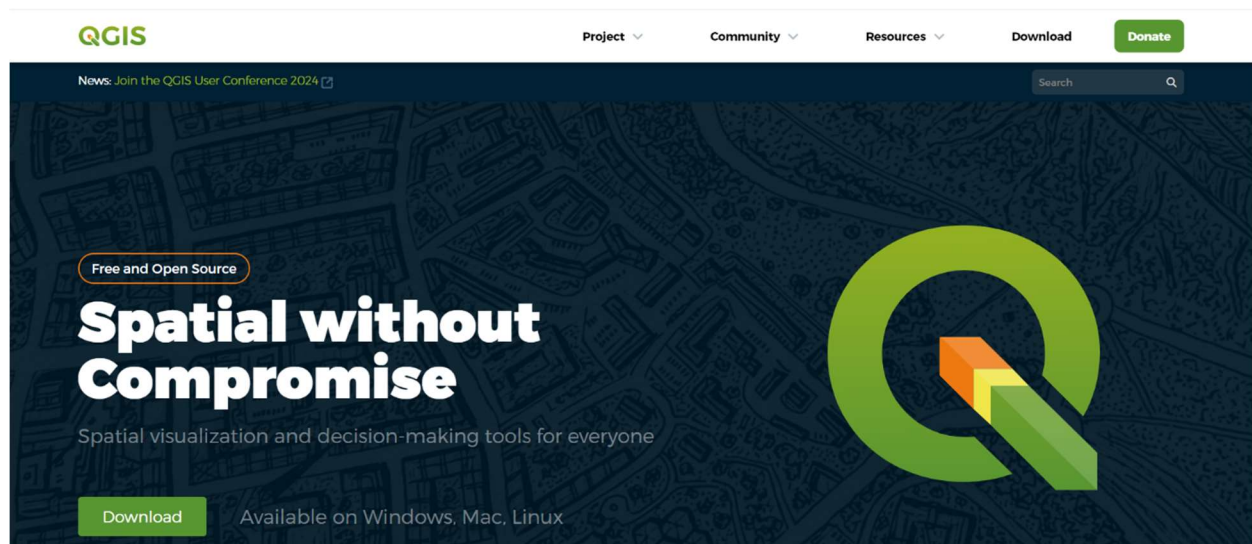 QGIS
Project
Community
Resources
Download
Donate
News: Join the QGIS User Conference 2024
Search
Free and Open Source
Spatial without
Compromise
Spatial visualization and decision-making tools for everyone
Download
Available on Windows, Mac, Linux